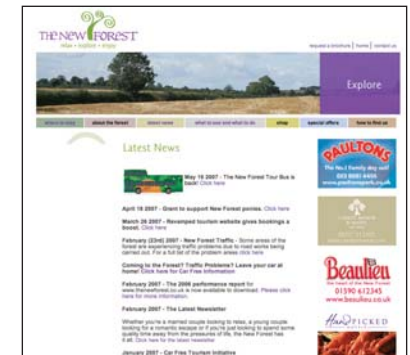 THE NEW FOREST
relax • explore • enjoy
request a brochure | home | contact us
Explore
where to stay
about the forest
latest news
what to see and what to do
shop
special offers
how to find us
Latest News
May 16 2007 - The New Forest Tour Bus is
back! Click here
April 18 2007 - Grant to support New Forest ponies. Click here
March 28 2007 - Revamped tourism website gives bookings a
boost. Click here
February (23rd) 2007 - New Forest Traffic - Some areas of the
forest are experiencing traffic problems due to road works being
carried out. For a full list of the problem areas click here
Coming to the Forest? Traffic Problems? Leave your car at
home! Click here for Car Free Information
February 2007 - The 2006 performance report for
www.thenewforest.co.uk is now available to download. Please click
here for more information.
February 2007 - The Latest Newsletter
Whether you're a married couple looking to relax, a young couple
looking for a romantic escape or if you're just looking to spend some
quality time away from the pressures of life, the New Forest has
it all. Click here for the latest newsletter
January 2007 - Car Free Tourism Initiative
PAULTONS
The No.1 Family day out!
023 8081 4455
www.paultonspark.co.uk
Beaulieu
the heart of the New Forest
01590 612345
www.beaulieu.co.uk
HandPICKED